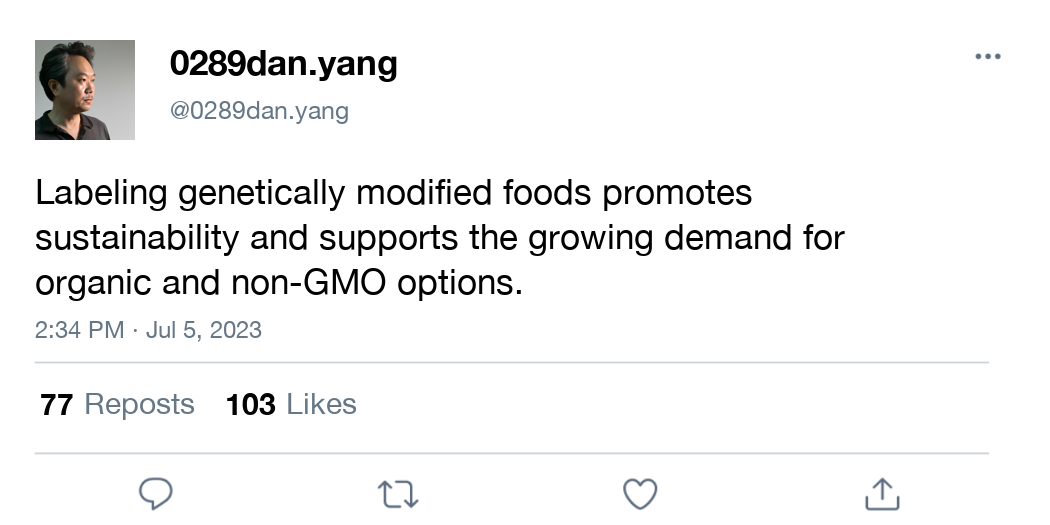 0289dan.yang
@0289dan.yang
Labeling genetically modified foods promotes
sustainability and supports the growing demand for
organic and non-GMO options.
2:34 PM · Jul 5, 2023
77 Reposts 103 Likes